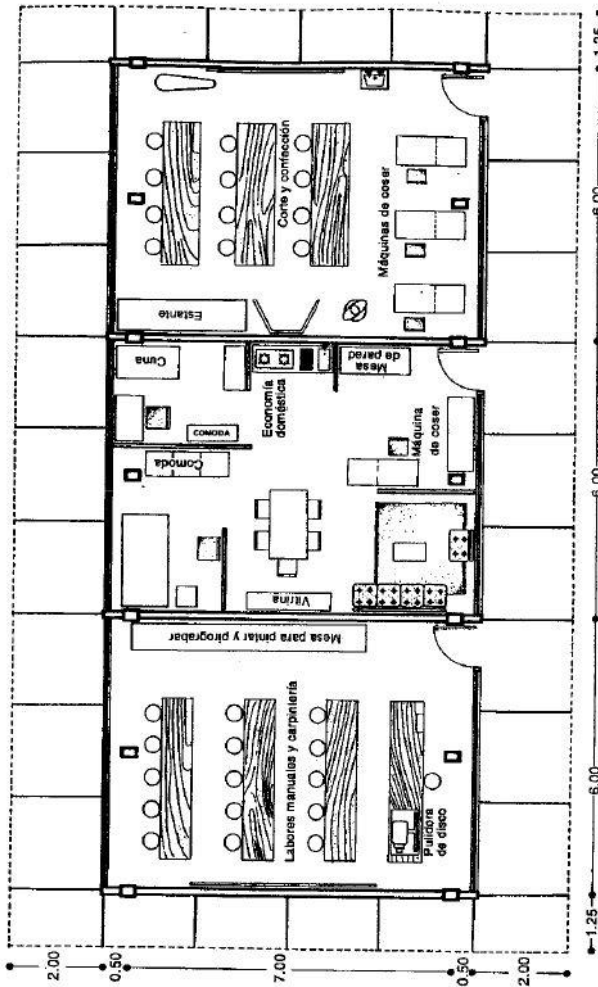 Estante
Corte y confección
Máquinas de coser
Cuna
COMODA
Comoda
Economía
doméstica
Mesa
de pared
Máquina
de coser
Vitrina
Mesa para pintar y pirograbar
Labores manuales y carpintería
Pulidora
de disco
2.00
0.50
7.00
0.50
2.00
1.25
6.00
6.00
6.00
1.25